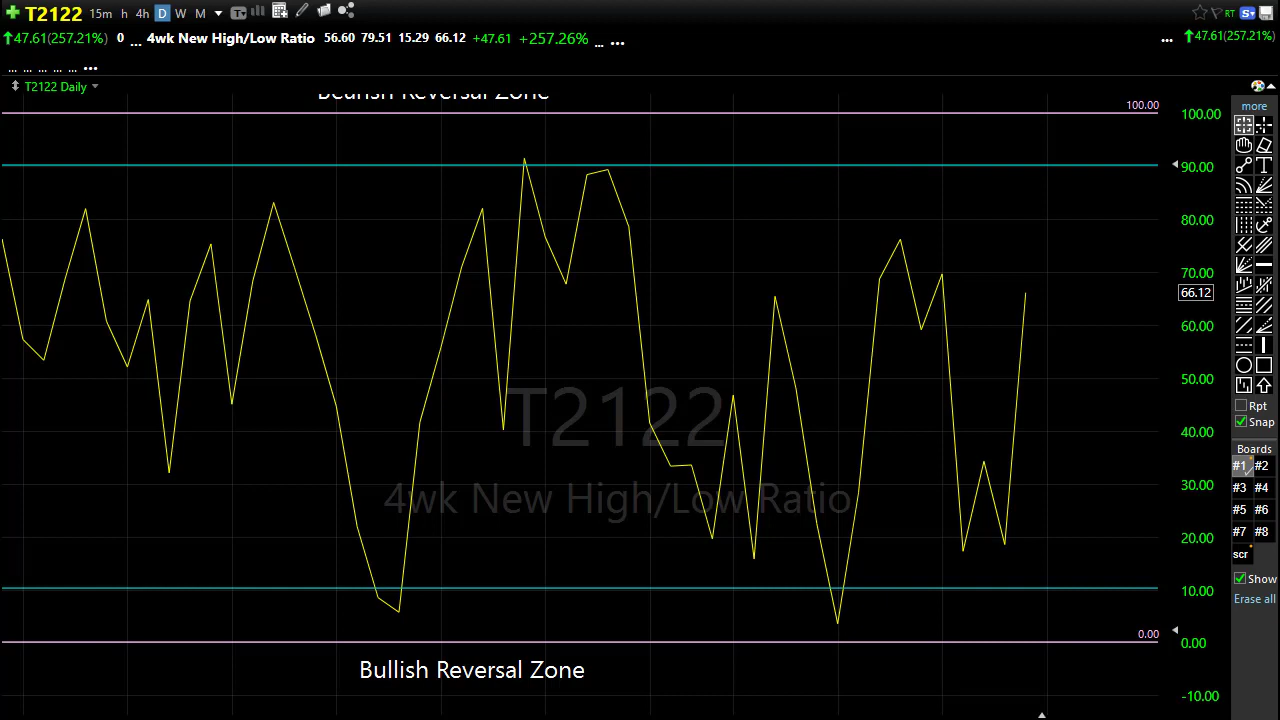 T2122 15m h 4h D W M T RT S
47.61(257.21%) 0 ... 4wk New High/Low Ratio 56.60 79.51 15.29 66.12 +47.61 +257.26% ... ... ... 47.61(257.21%)
... ... ... ... ... ...
T2122 Daily
Bearish Reversal Zone
more
100.00
100.00
90.00
80.00
70.00
66.12
60.00
50.00
40.00
30.00
20.00
10.00
0.00
0.00
-10.00
T2122
4wk New High/Low Ratio
Bullish Reversal Zone
T
Rpt
Snap
Boards
#1 #2
#3 #4
#5 #6
#7 #8
scr
Show
Erase all